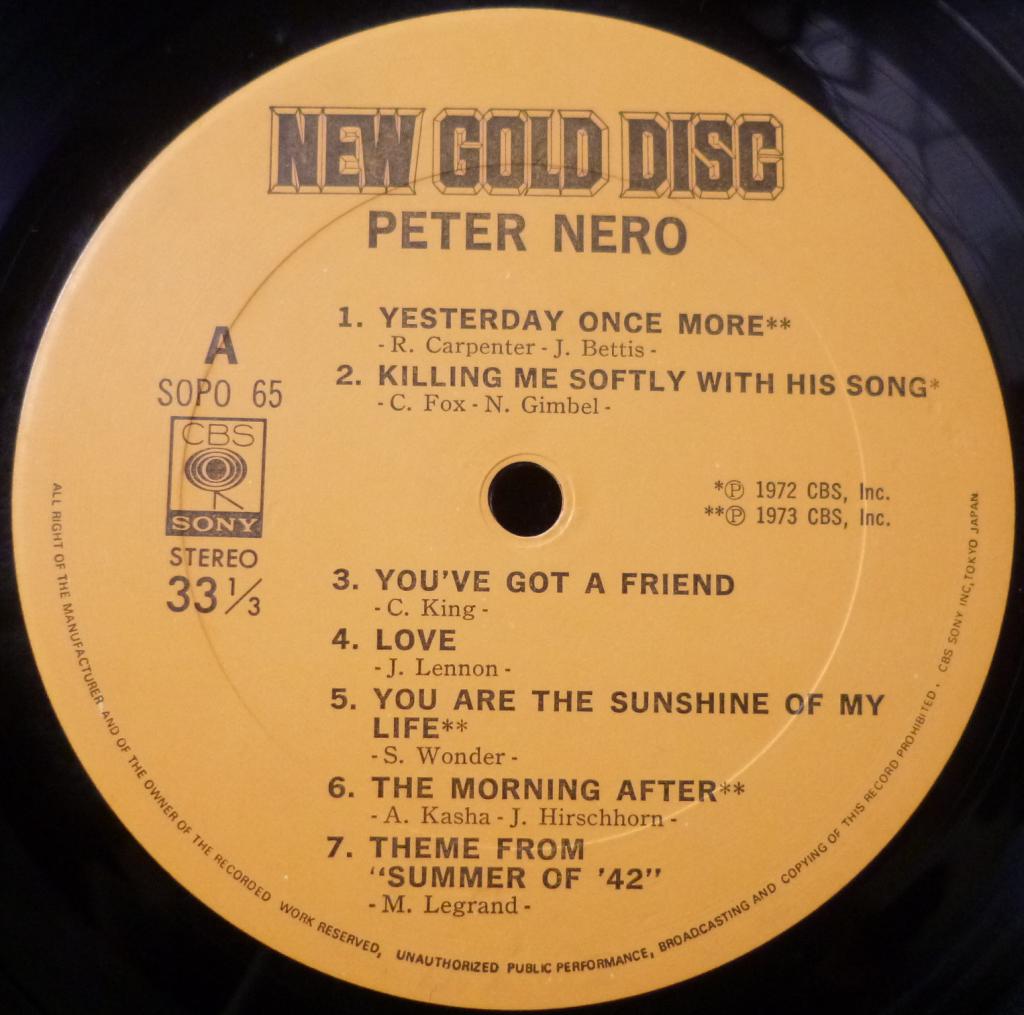 NEW GOLD DISC
PETER NERO
A
SOPO 65
CBS
SONY
STEREO
33 1/3
1. YESTERDAY ONCE MORE**
- R. Carpenter - J. Bettis -
2. KILLING ME SOFTLY WITH HIS SONG*
- C. Fox - N. Gimbel -
*℗ 1972 CBS, Inc.
**℗ 1973 CBS, Inc.
3. YOU'VE GOT A FRIEND
- C. King -
4. LOVE
- J. Lennon -
5. YOU ARE THE SUNSHINE OF MY
LIFE**
- S. Wonder -
6. THE MORNING AFTER**
- A. Kasha - J. Hirschhorn -
7. THEME FROM
"SUMMER OF '42"
- M. Legrand -
ALL RIGHT OF THE MANUFACTURER AND OF THE OWNER OF THE RECORDED WORK RESERVED, UNAUTHORIZED PUBLIC PERFORMANCE, BROADCASTING AND COPYING OF THIS RECORD PROHIBITED. CBS SONY INC, TOKYO JAPAN